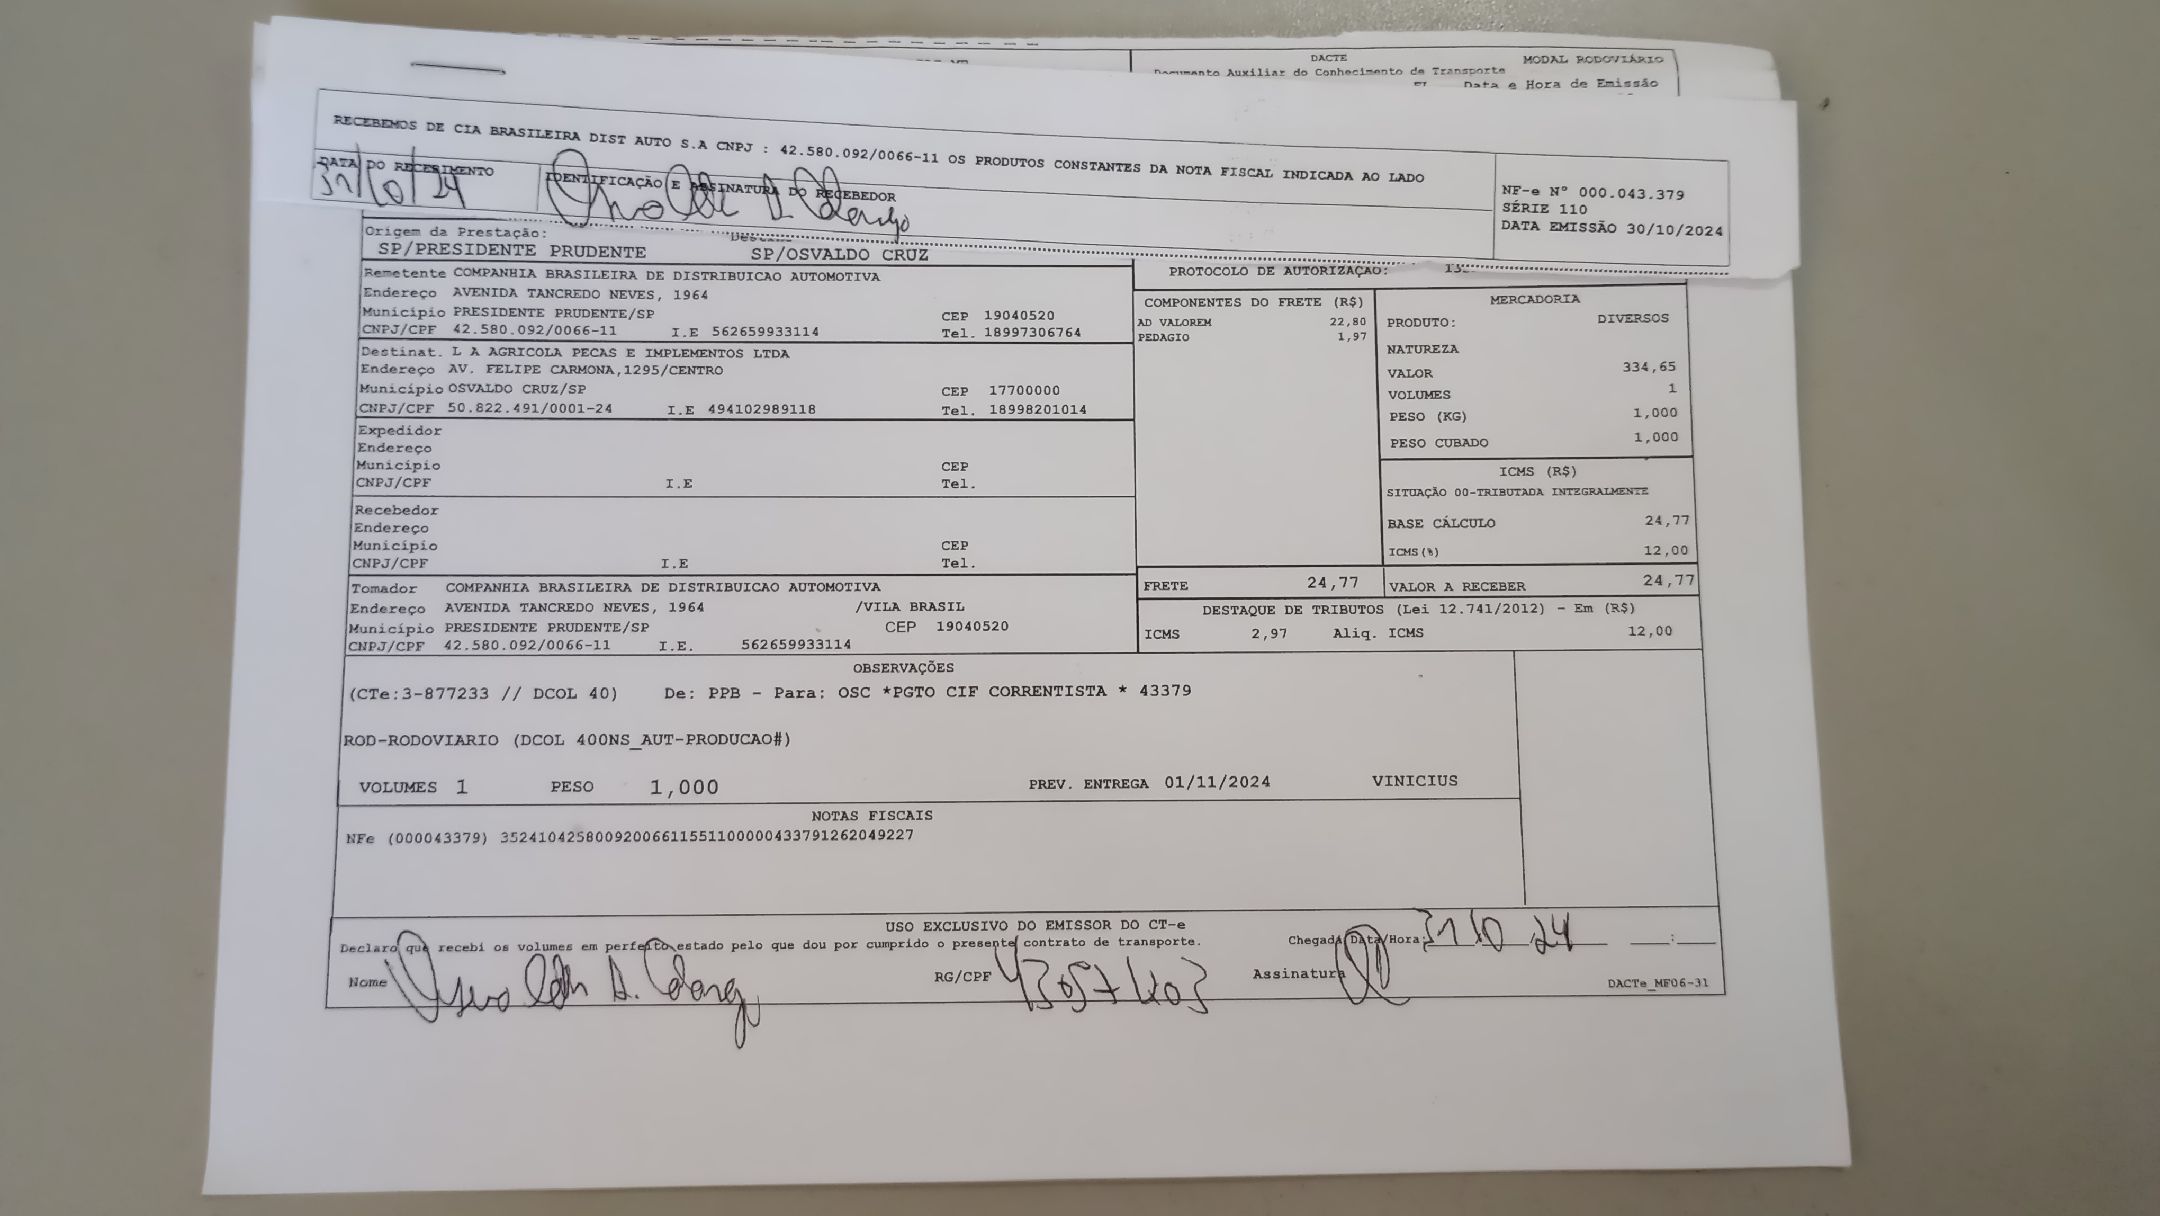 DACTE
MODAL RODOVIÁRIO
Documento Auxiliar do Conhecimento de Transporte
Data e Hora de Emissão
RECEBEMOS DE CIA BRASILEIRA DIST AUTO S.A CNPJ : 42.580.092/0066-11 OS PRODUTOS CONSTANTES DA NOTA FISCAL INDICADA AO LADO
DATA DO RECEBIMENTO
IDENTIFICAÇÃO E ASSINATURA DO RECEBEDOR
31/10/24
NF-e Nº 000.043.379
SÉRIE 110
DATA EMISSÃO 30/10/2024
Origem da Prestação:
SP/PRESIDENTE PRUDENTE SP/OSVALDO CRUZ
PROTOCOLO DE AUTORIZAÇÃO:
Remetente COMPANHIA BRASILEIRA DE DISTRIBUICAO AUTOMOTIVA
Endereço AVENIDA TANCREDO NEVES, 1964
Município PRESIDENTE PRUDENTE/SP CEP 19040520
CNPJ/CPF 42.580.092/0066-11 I.E 562659933114 Tel. 18997306764
Destinat. L A AGRICOLA PECAS E IMPLEMENTOS LTDA
Endereço AV. FELIPE CARMONA,1295/CENTRO
Município OSVALDO CRUZ/SP CEP 17700000
CNPJ/CPF 50.822.491/0001-24 I.E 494102989118 Tel. 18998201014
Expedidor
Endereço
Município CEP
CNPJ/CPF I.E Tel.
Recebedor
Endereço
Município CEP
CNPJ/CPF I.E Tel.
Tomador COMPANHIA BRASILEIRA DE DISTRIBUICAO AUTOMOTIVA
Endereço AVENIDA TANCREDO NEVES, 1964 /VILA BRASIL
Município PRESIDENTE PRUDENTE/SP CEP 19040520
CNPJ/CPF 42.580.092/0066-11 I.E. 562659933114
COMPONENTES DO FRETE (R$)
AD VALOREM 22,80
PEDAGIO 1,97
MERCADORIA
PRODUTO: DIVERSOS
NATUREZA
VALOR 334,65
VOLUMES 1
PESO (KG) 1,000
PESO CUBADO 1,000
ICMS (R$)
SITUAÇÃO 00-TRIBUTADA INTEGRALMENTE
BASE CÁLCULO 24,77
ICMS(%) 12,00
FRETE 24,77 VALOR A RECEBER 24,77
DESTAQUE DE TRIBUTOS (Lei 12.741/2012) - Em (R$)
ICMS 2,97 Aliq. ICMS 12,00
OBSERVAÇÕES
(CTe:3-877233 // DCOL 40) De: PPB - Para: OSC *PGTO CIF CORRENTISTA * 43379
ROD-RODOVIARIO (DCOL 400NS_AUT-PRODUCAO#)
VOLUMES 1 PESO 1,000 PREV. ENTREGA 01/11/2024 VINICIUS
NOTAS FISCAIS
NFe (000043379) 35241042580092006611551100000433791262049227
USO EXCLUSIVO DO EMISSOR DO CT-e
Declaro que recebi os volumes em perfeito estado pelo que dou por cumprido o presente contrato de transporte.
Chegada Data/Hora: 31 10 24 :
Nome RG/CPF Assinatura
DACTe_MF06-31